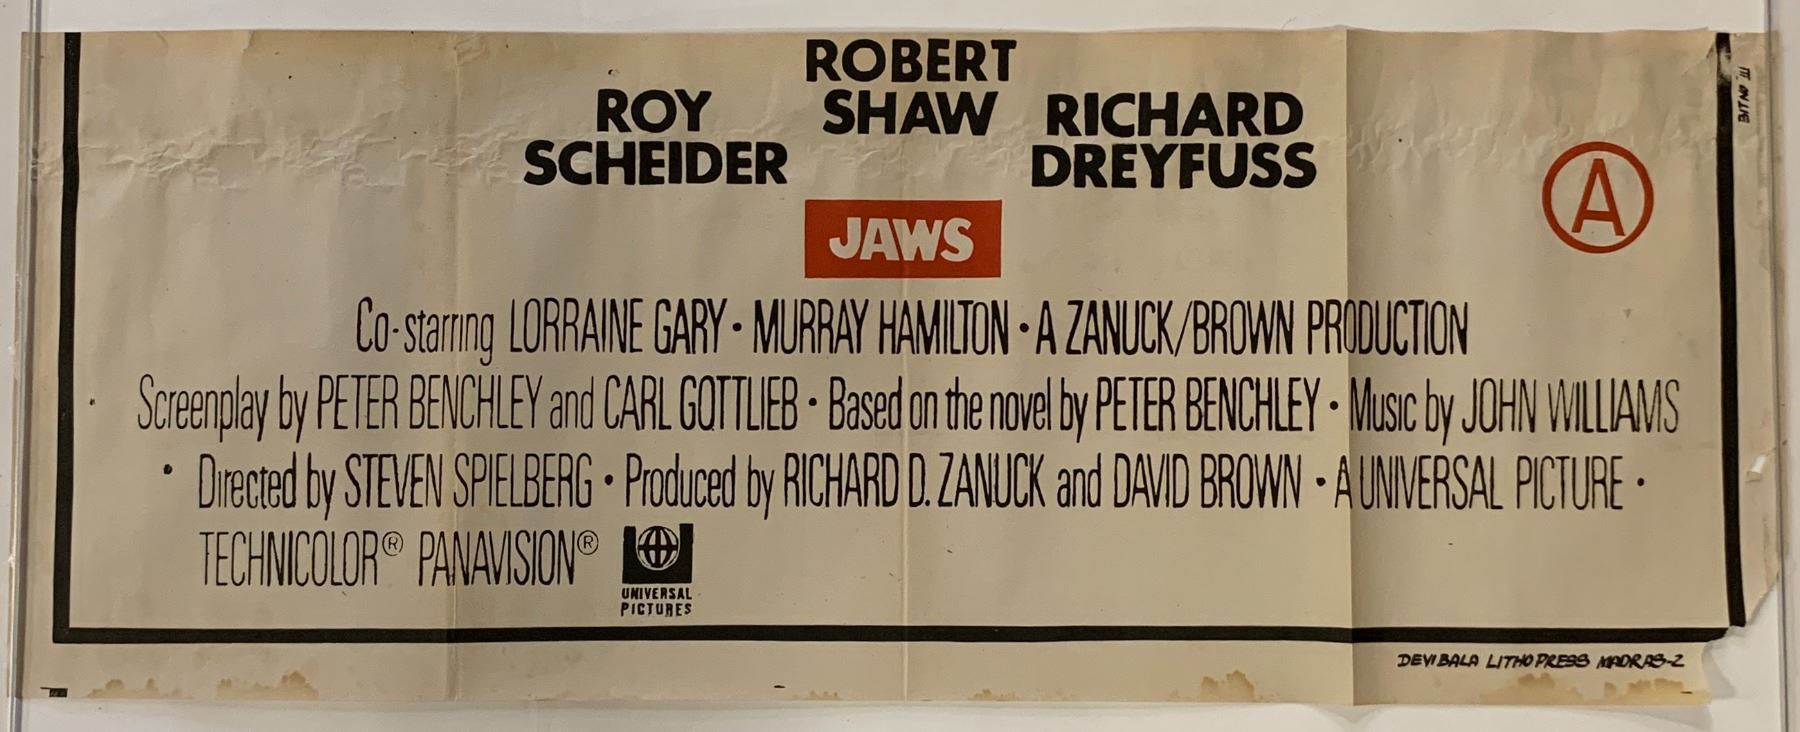 ROBERT
SHAW
ROY
SCHEIDER
RICHARD
DREYFUSS
A
JAWS
Co-starring LORRAINE GARY • MURRAY HAMILTON • A ZANUCK/BROWN PRODUCTION
Screenplay by PETER BENCHLEY and CARL GOTTLIEB • Based on the novel by PETER BENCHLEY • Music by JOHN WILLIAMS
• Directed by STEVEN SPIELBERG • Produced by RICHARD D. ZANUCK and DAVID BROWN • A UNIVERSAL PICTURE •
TECHNICOLOR® PANAVISION®
UNIVERSAL
PICTURES
DEVIBALA LITHO PRESS MADRAS-2